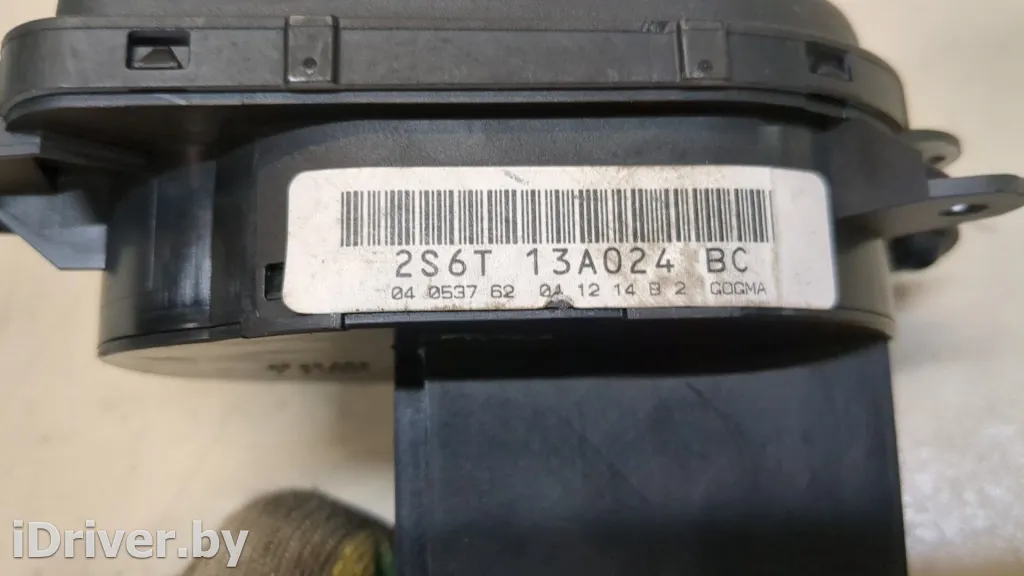 2S6T 13A024 BC
04 0537 62 04 12 14 B 2 GOGMA
iDriver.by